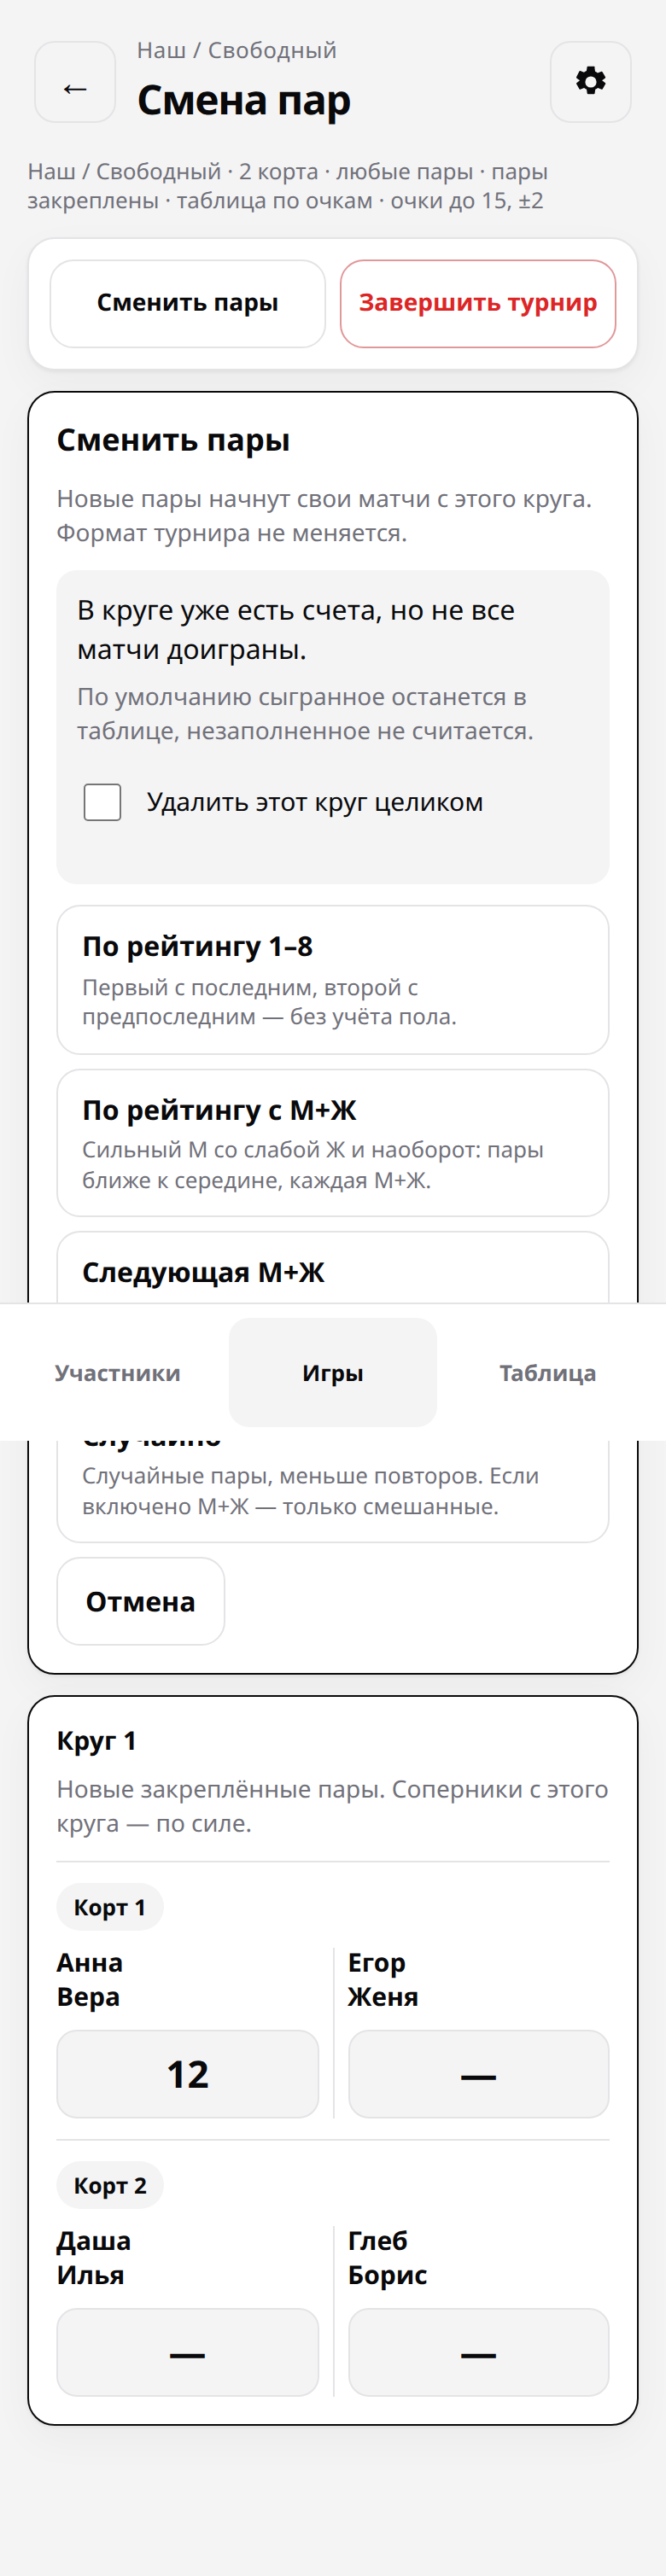 Наш / Свободный
←
Смена пар
Наш / Свободный · 2 корта · любые пары · пары
закреплены · таблица по очкам · очки до 15, ±2
Сменить пары
Завершить турнир
Сменить пары
Новые пары начнут свои матчи с этого круга.
Формат турнира не меняется.
В круге уже есть счета, но не все
матчи доиграны.
По умолчанию сыгранное останется в
таблице, незаполненное не считается.
Удалить этот круг целиком
По рейтингу 1–8
Первый с последним, второй с
предпоследним — без учёта пола.
По рейтингу с М+Ж
Сильный М со слабой Ж и наоборот: пары
ближе к середине, каждая М+Ж.
Следующая М+Ж
Участники
Игры
Таблица
Случайно
Случайные пары, меньше повторов. Если
включено М+Ж — только смешанные.
Отмена
Круг 1
Новые закреплённые пары. Соперники с этого
круга — по силе.
Корт 1
Анна
Вера
Егор
Женя
12
—
Корт 2
Даша
Илья
Глеб
Борис
—
—